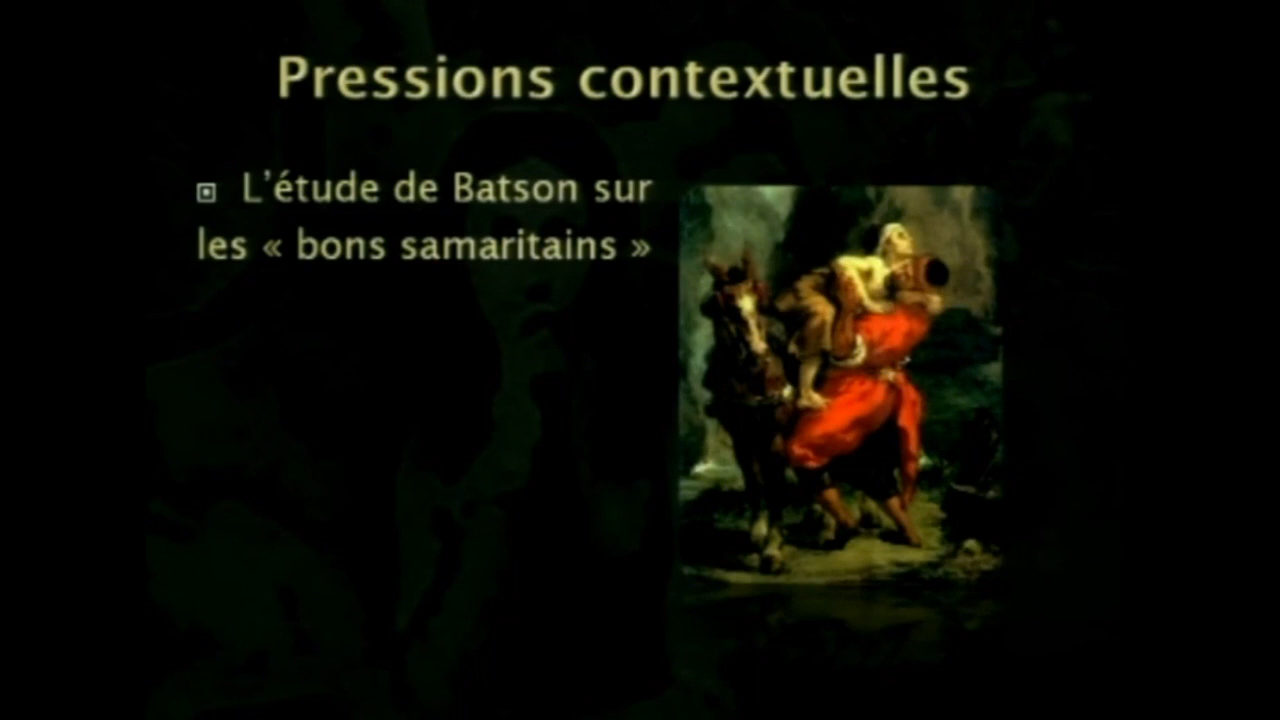 Pressions contextuelles
L’étude de Batson sur
les « bons samaritains »